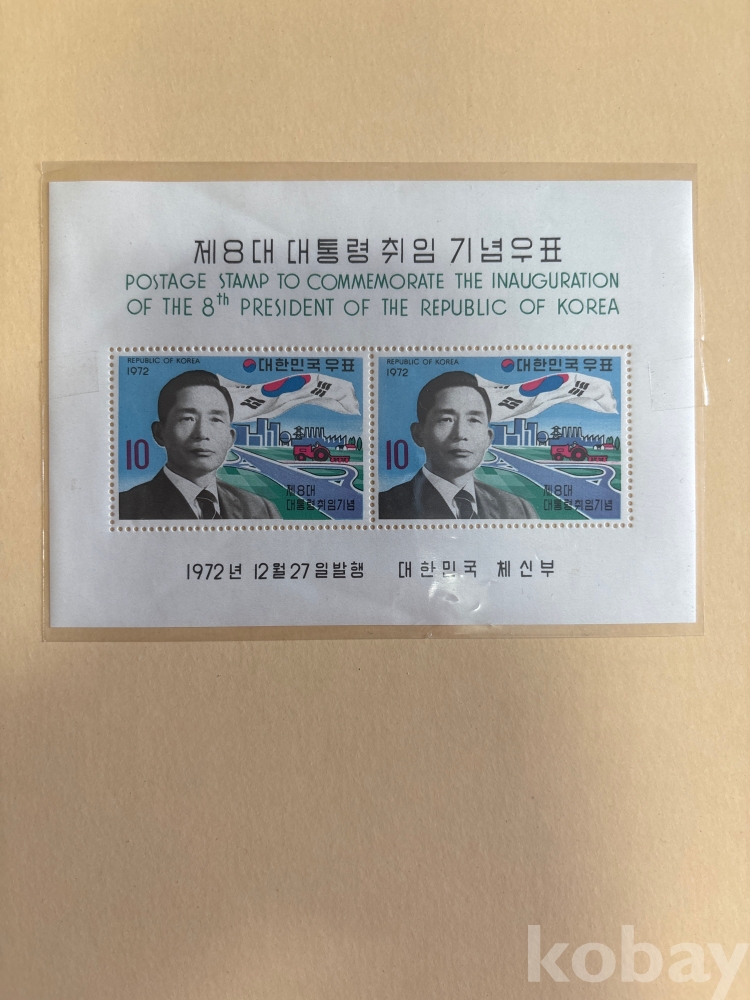 제8대 대통령 취임 기념우표
POSTAGE STAMP TO COMMEMORATE THE INAUGURATION
OF THE 8th PRESIDENT OF THE REPUBLIC OF KOREA
REPUBLIC OF KOREA
1972
대한민국우표
10
제8대
대통령취임기념
REPUBLIC OF KOREA
1972
대한민국우표
10
제8대
대통령취임기념
1972년 12월 27일발행 대한민국 체신부
kobay